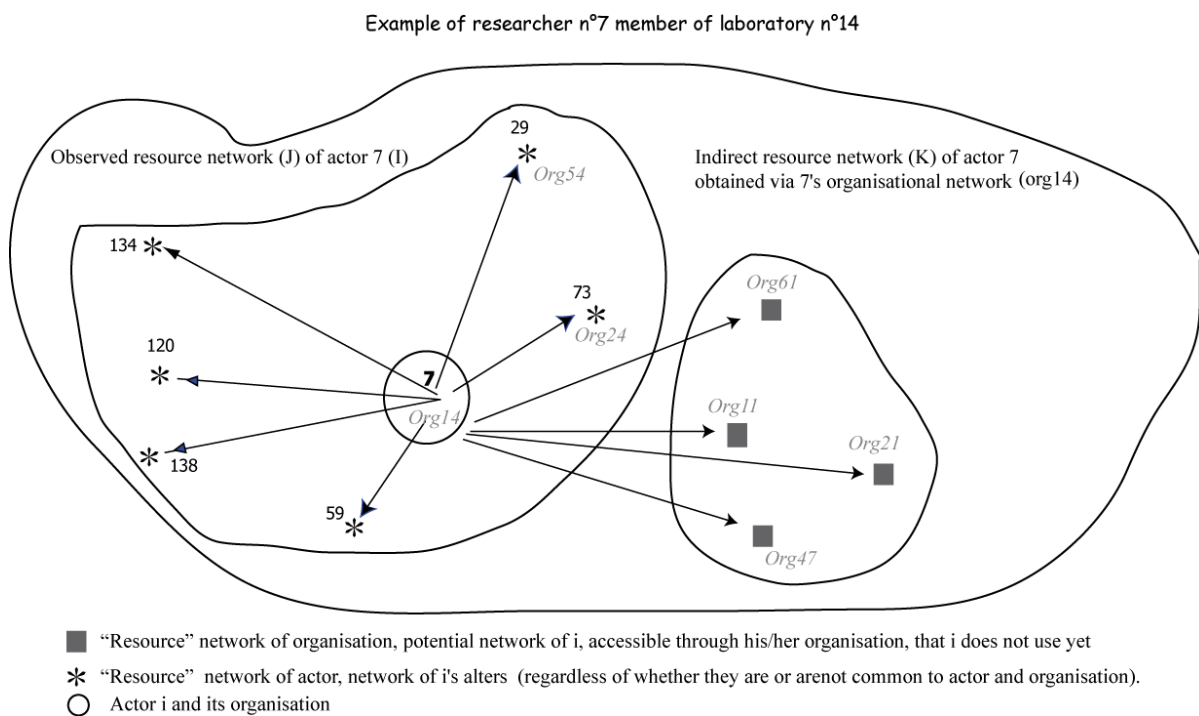 Example of researcher n°7 member of laboratory n°14
Observed resource network (J) of actor 7 (I)
Indirect resource network (K) of actor 7
obtained via 7's organisational network (org14)
29
Org54
134
73
Org24
120
7
Org14
138
59
Org61
Org11
Org21
Org47
“Resource” network of organisation, potential network of i, accessible through his/her organisation, that i does not use yet
“Resource” network of actor, network of i's alters (regardless of whether they are or arenot common to actor and organisation).
Actor i and its organisation